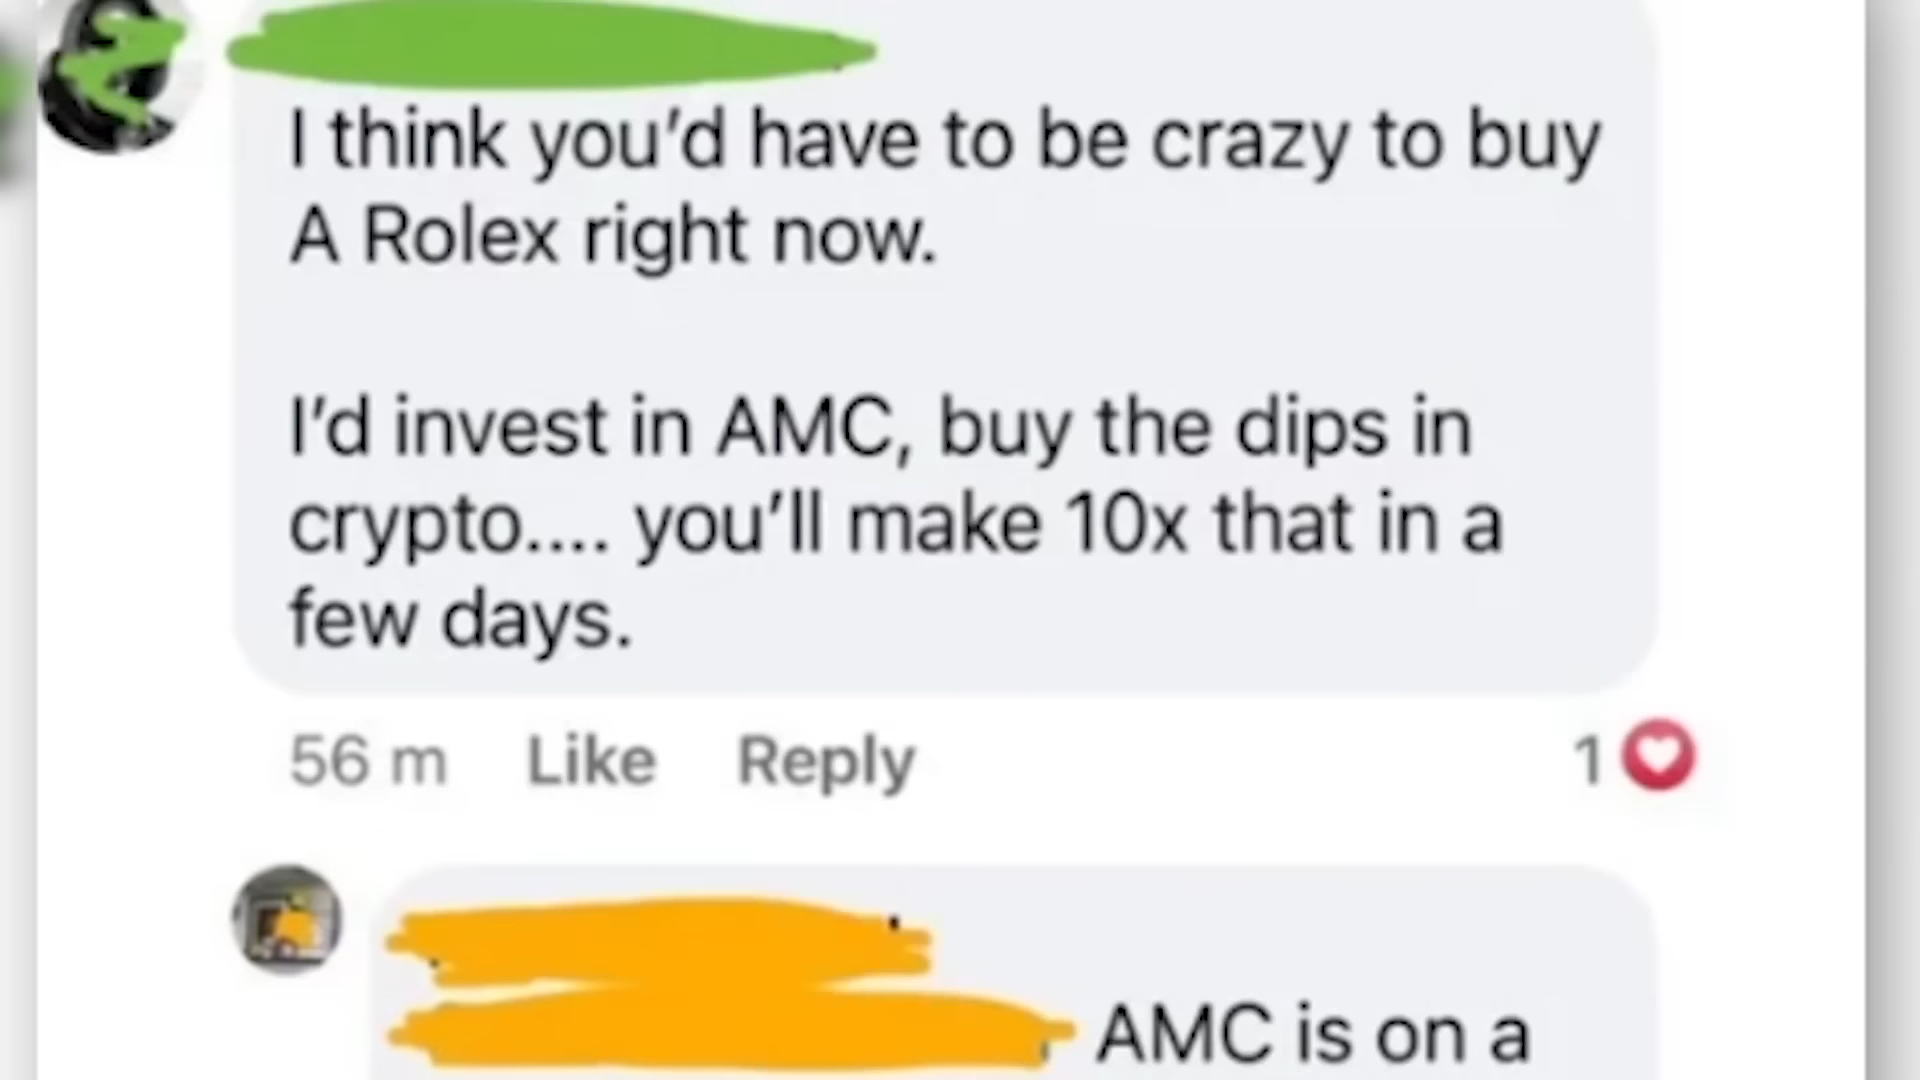 I think you'd have to be crazy to buy
A Rolex right now.
I'd invest in AMC, buy the dips in
crypto.... you'll make 10x that in a
few days.
56 m Like Reply 1
AMC is on a